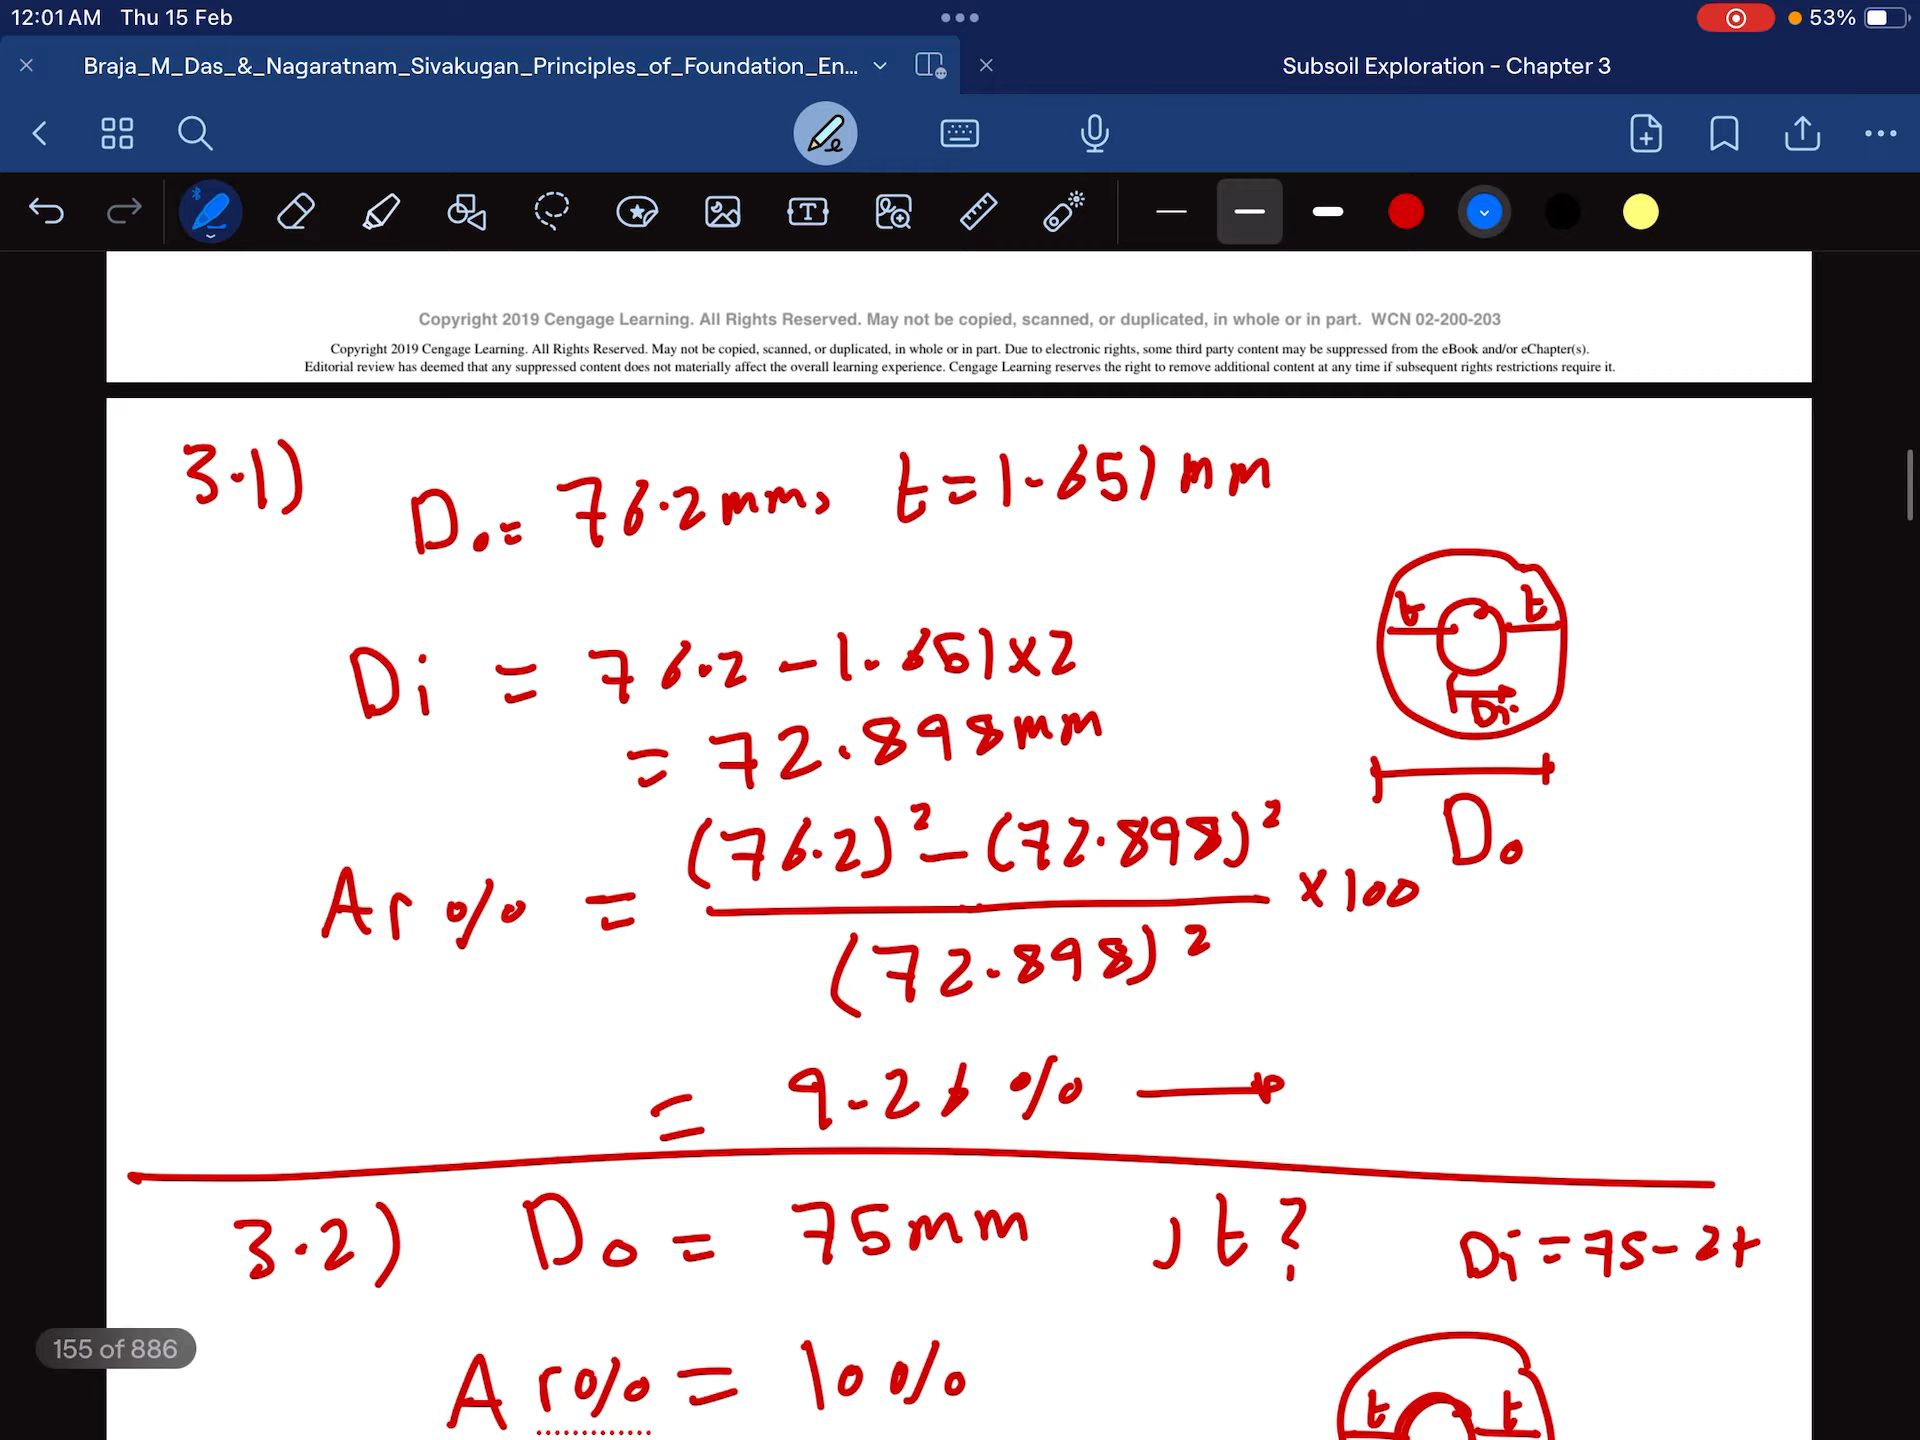 12:01 AM Thu 15 Feb
53%
Braja_M_Das_&_Nagaratnam_Sivakugan_Principles_of_Foundation_En...
Subsoil Exploration - Chapter 3
Copyright 2019 Cengage Learning. All Rights Reserved. May not be copied, scanned, or duplicated, in whole or in part. WCN 02-200-203
Copyright 2019 Cengage Learning. All Rights Reserved. May not be copied, scanned, or duplicated, in whole or in part. Due to electronic rights, some third party content may be suppressed from the eBook and/or eChapter(s).
Editorial review has deemed that any suppressed content does not materially affect the overall learning experience. Cengage Learning reserves the right to remove additional content at any time if subsequent rights restrictions require it.
3.1)
Do = 76.2mm, t = 1.651 mm
t t
Di
Do
Di = 76.2 - 1.651 x 2
= 72.898mm
Ar % = (76.2)² - (72.898)² / (72.898)² x 100
= 9.26 %
3.2) Do = 75mm , t? Di = 75 - 2t
155 of 886
Ar% = 10 %
t t